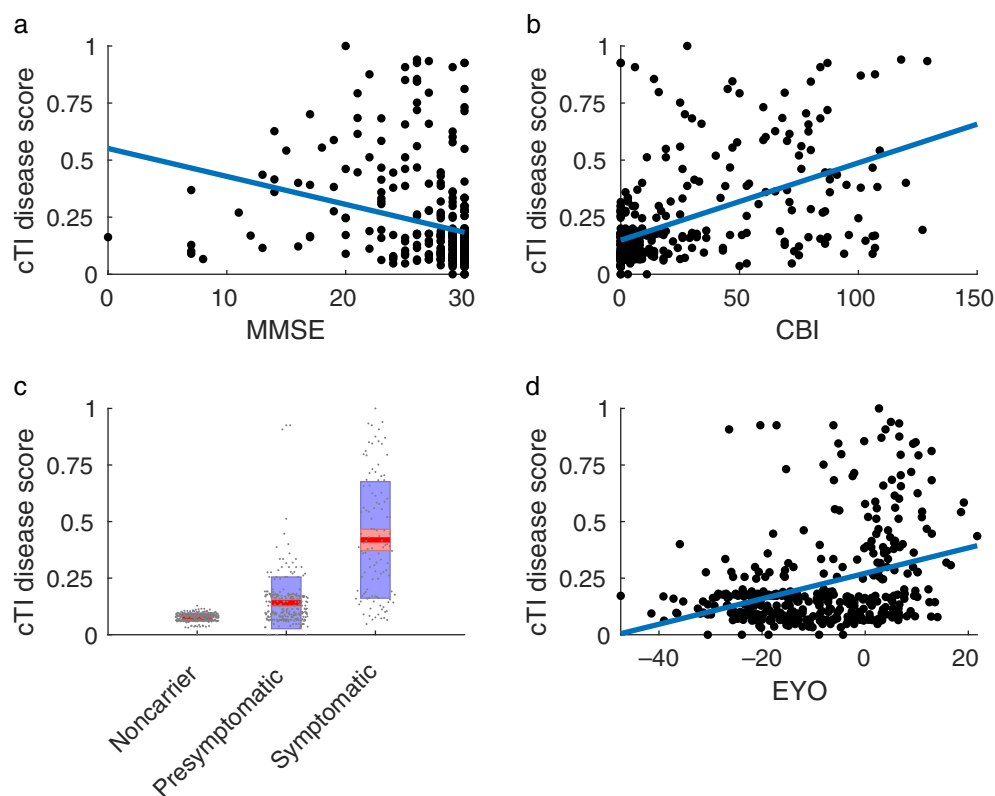 a
cTI disease score
1
0.75
0.5
0.25
0
0
10
20
30
MMSE
b
cTI disease score
1
0.75
0.5
0.25
0
0
50
100
150
CBI
c
cTI disease score
1
0.75
0.5
0.25
0
Noncarrier
Presymptomatic
Symptomatic
d
cTI disease score
1
0.75
0.5
0.25
0
−40
−20
0
20
EYO